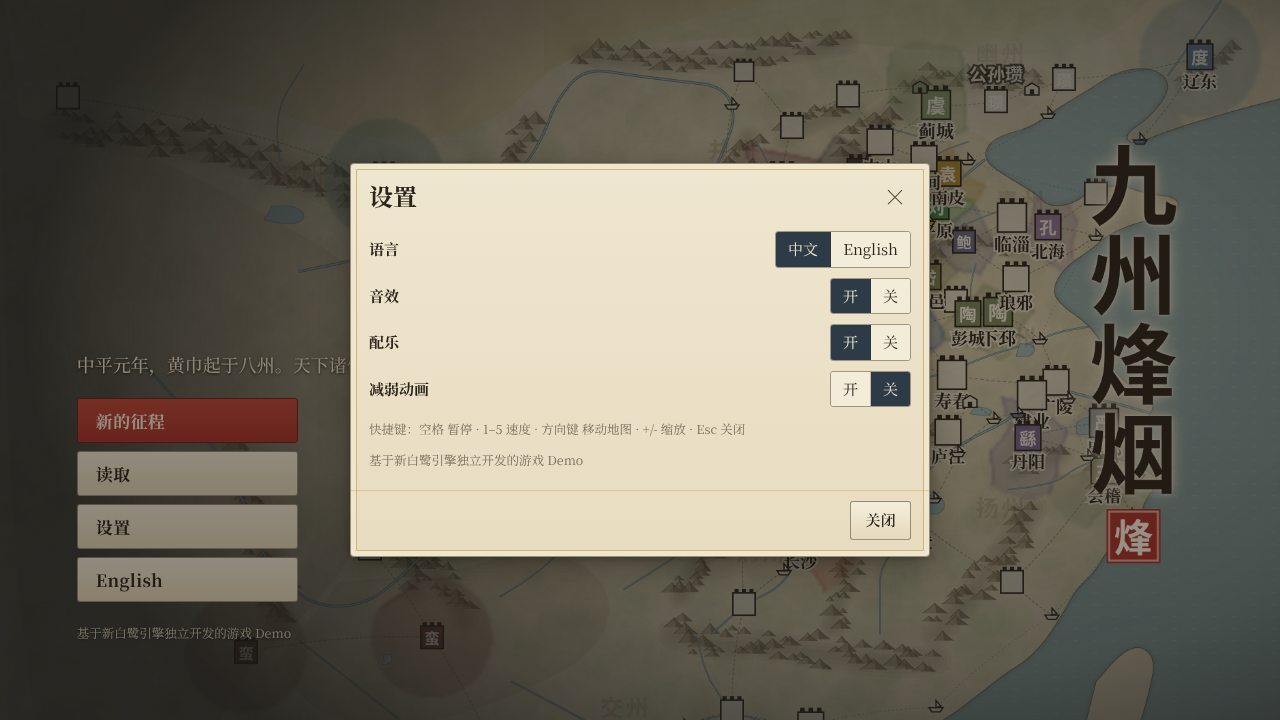 设置
语言
中文
English
音效
开
关
配乐
开
关
减弱动画
开
关
快捷键：空格 暂停 · 1–5 速度 · 方向键 移动地图 · +/- 缩放 · Esc 关闭
基于新白鹭引擎独立开发的游戏 Demo
关闭
中平元年，黄巾起于八州。天下诸
新的征程
读取
设置
English
基于新白鹭引擎独立开发的游戏 Demo
九州烽烟
烽
公孙瓒
度
辽东
虞
蓟城
袁
南皮
平原
鲍
临淄
孔
北海
琅邪
陶
陶
彭城
下邳
寿春
庐江
繇
丹阳
会稽
扬州
长沙
蛮
蛮
交州